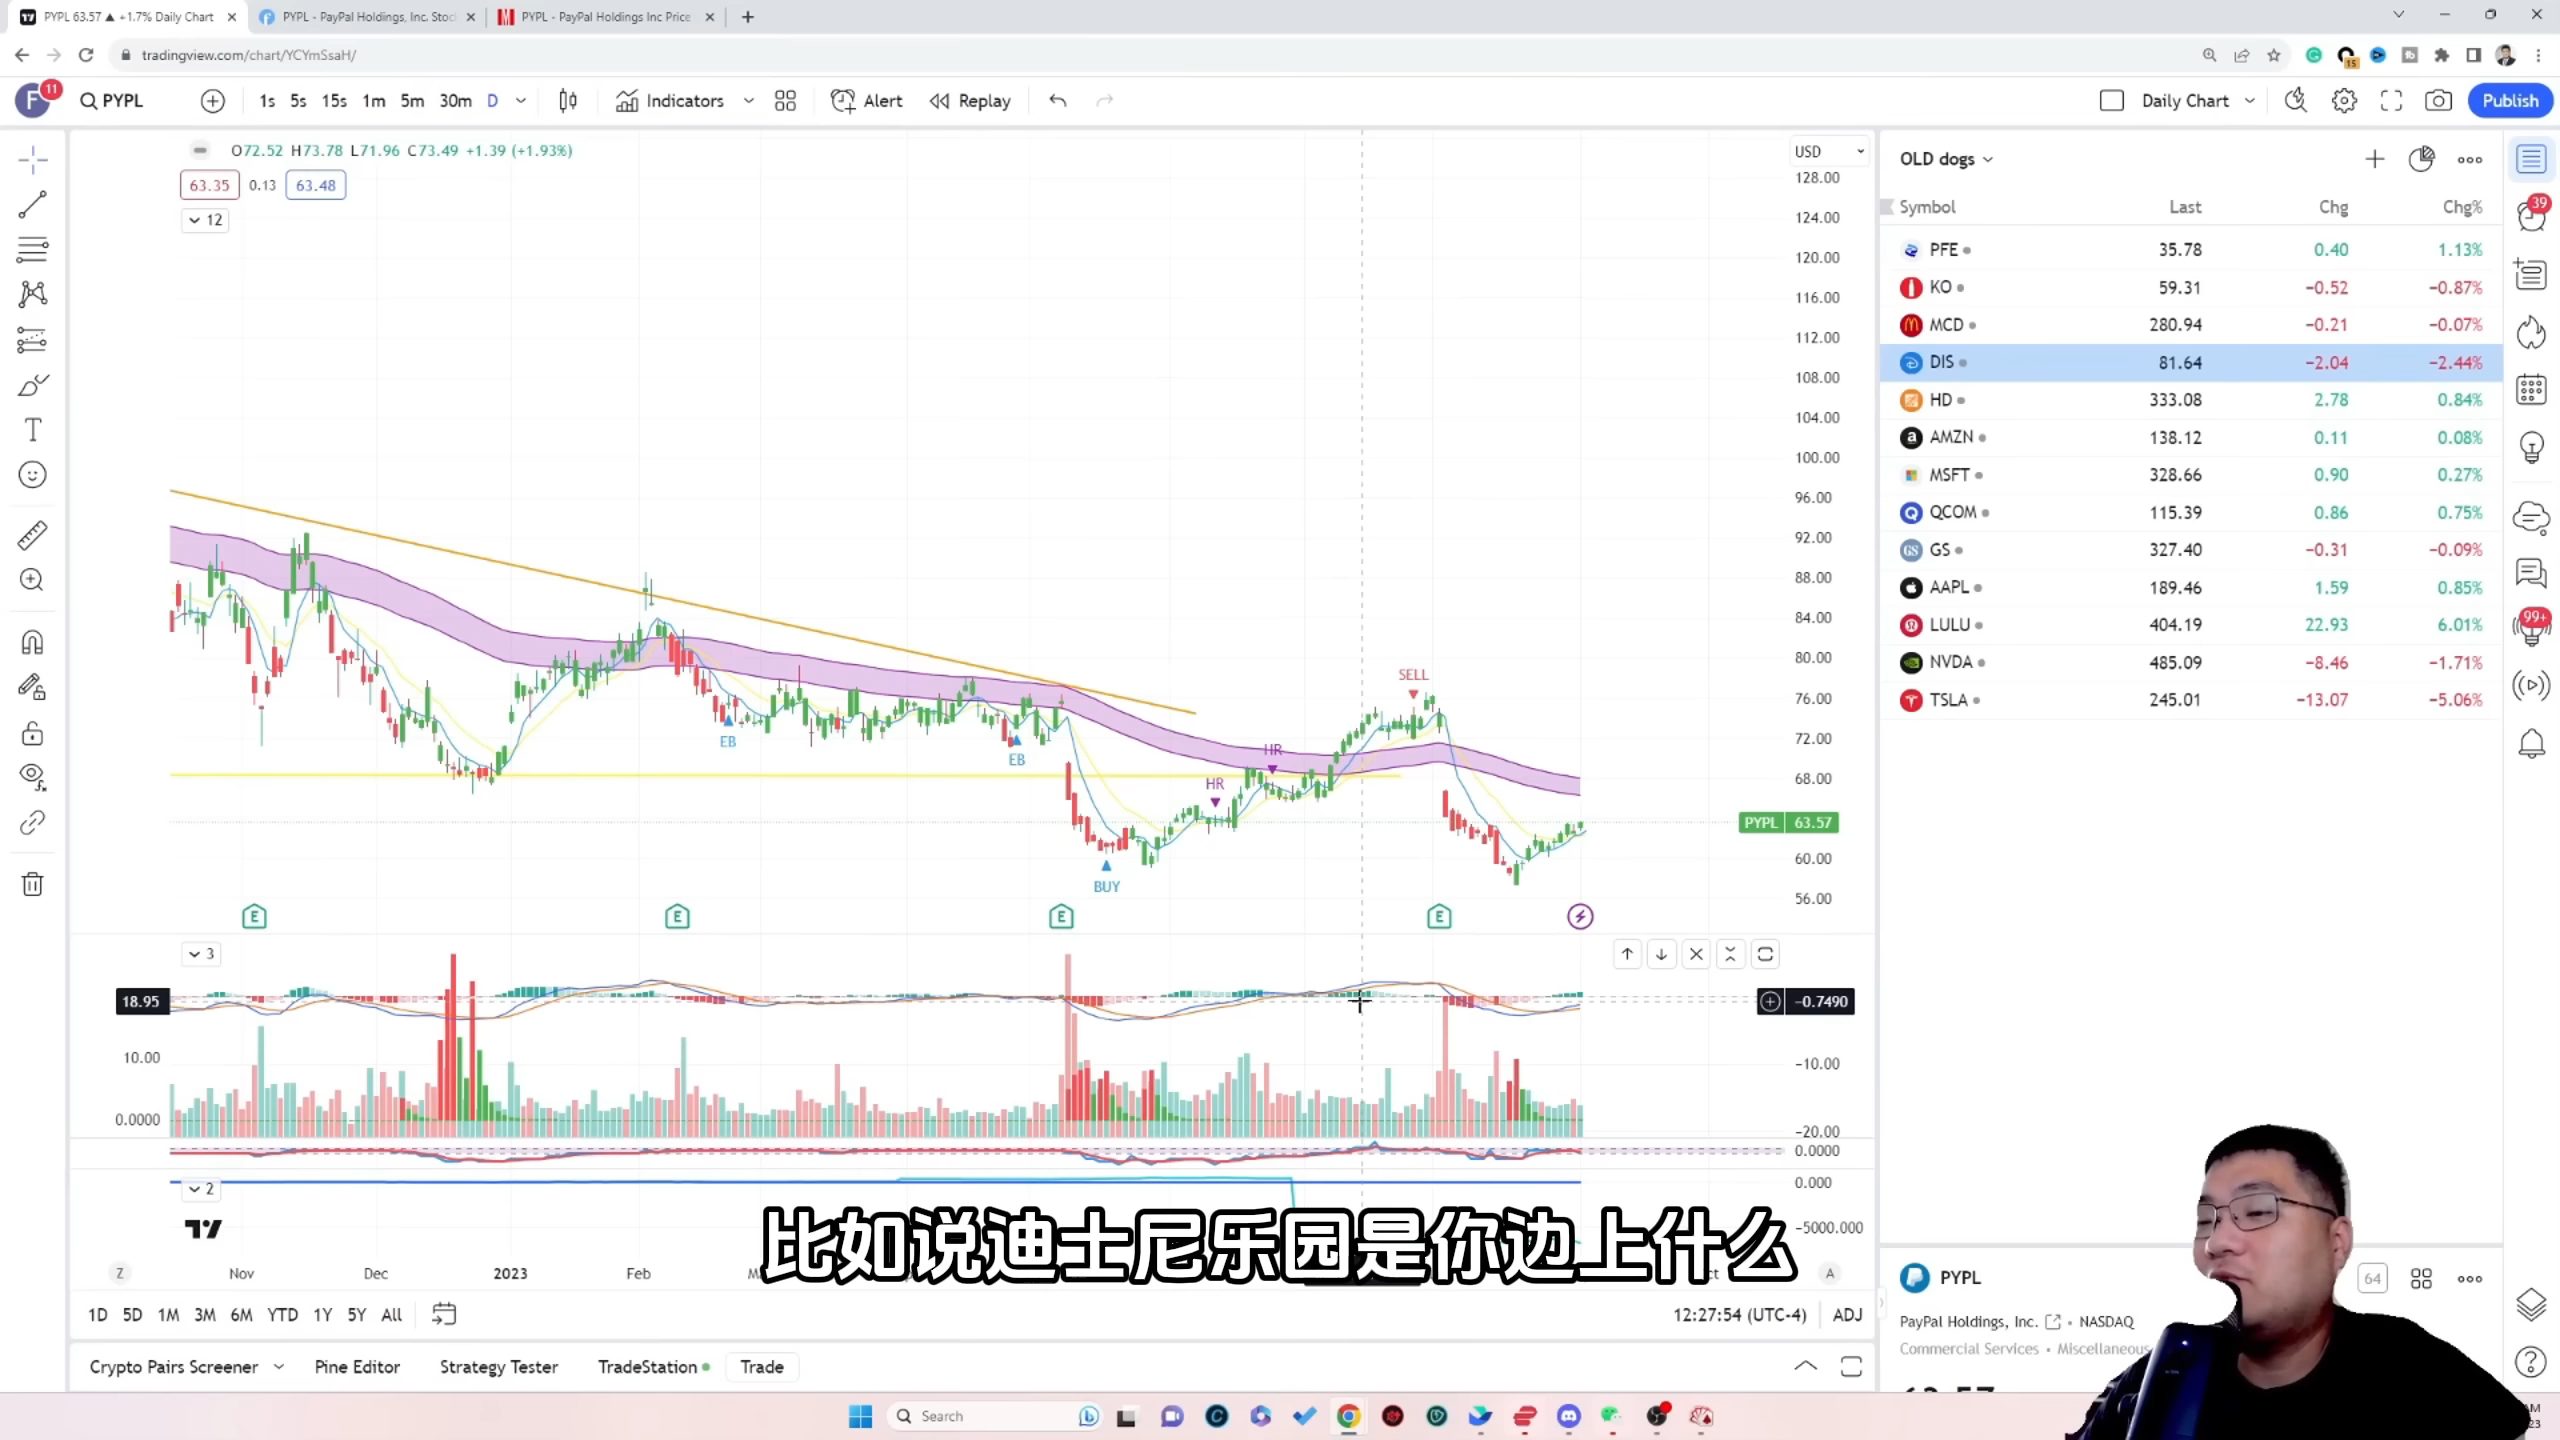 PYPL 63.57 ▲ +1.7% Daily Chart
PYPL - PayPal Holdings, Inc. Stoc
PYPL - PayPal Holdings Inc Price
tradingview.com/chart/YCYmSsaH/
15
F 11
PYPL
1s 5s 15s 1m 5m 30m D
Indicators
Alert
Replay
Daily Chart
Publish
O72.52 H73.78 L71.96 C73.49 +1.39 (+1.93%)
63.35 0.13 63.48
12
USD
128.00
124.00
120.00
116.00
112.00
108.00
104.00
100.00
96.00
92.00
88.00
84.00
80.00
76.00
72.00
68.00
PYPL 63.57
60.00
56.00
SELL
HR
HR
EB
EB
BUY
E E E E
3
18.95
10.00
0.0000
−0.7490
−10.00
−20.00
0.0000
2
0.000
−5000.000
比如说迪士尼乐园是你边上什么
Z Nov Dec 2023 Feb A
1D 5D 1M 3M 6M YTD 1Y 5Y All
12:27:54 (UTC-4) ADJ
Crypto Pairs Screener Pine Editor Strategy Tester TradeStation Trade
OLD dogs
Symbol Last Chg Chg%
PFE 35.78 0.40 1.13%
KO 59.31 −0.52 −0.87%
MCD 280.94 −0.21 −0.07%
DIS 81.64 −2.04 −2.44%
HD 333.08 2.78 0.84%
AMZN 138.12 0.11 0.08%
MSFT 328.66 0.90 0.27%
QCOM 115.39 0.86 0.75%
GS 327.40 −0.31 −0.09%
AAPL 189.46 1.59 0.85%
LULU 404.19 22.93 6.01%
NVDA 485.09 −8.46 −1.71%
TSLA 245.01 −13.07 −5.06%
39
99+
PYPL
64
PayPal Holdings, Inc. • NASDAQ
Commercial Services • Miscellaneous
Search